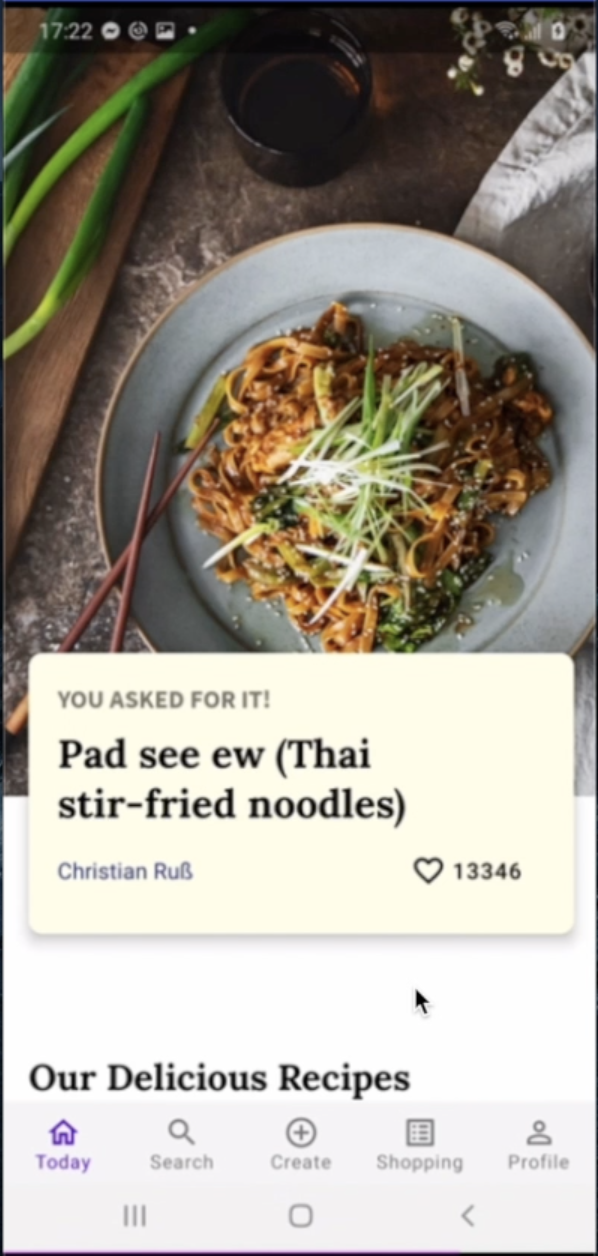 17:22
YOU ASKED FOR IT!
Pad see ew (Thai
stir-fried noodles)
Christian Ruß
13346
Our Delicious Recipes
Today
Search
Create
Shopping
Profile